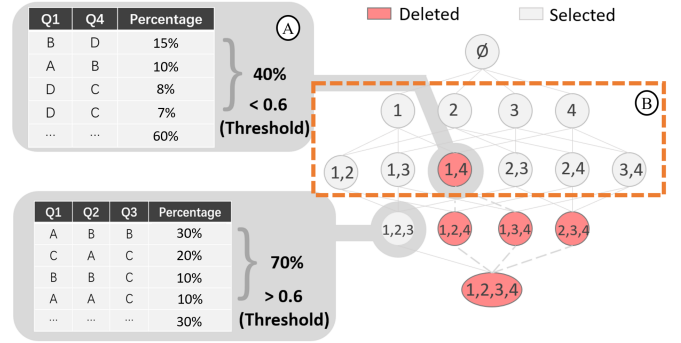 Deleted Selected
Q1 Q4 Percentage
B D 15%
A B 10%
D C 8%
D C 7%
... ... 60%
40%
< 0.6
(Threshold)
A
Ø
B
1 2 3 4
1,2 1,3 1,4 2,3 2,4 3,4
Q1 Q2 Q3 Percentage
A B B 30%
C A C 20%
B B C 10%
A A C 10%
... ... ... 30%
70%
> 0.6
(Threshold)
1,2,3 1,2,4 1,3,4 2,3,4
1,2,3,4